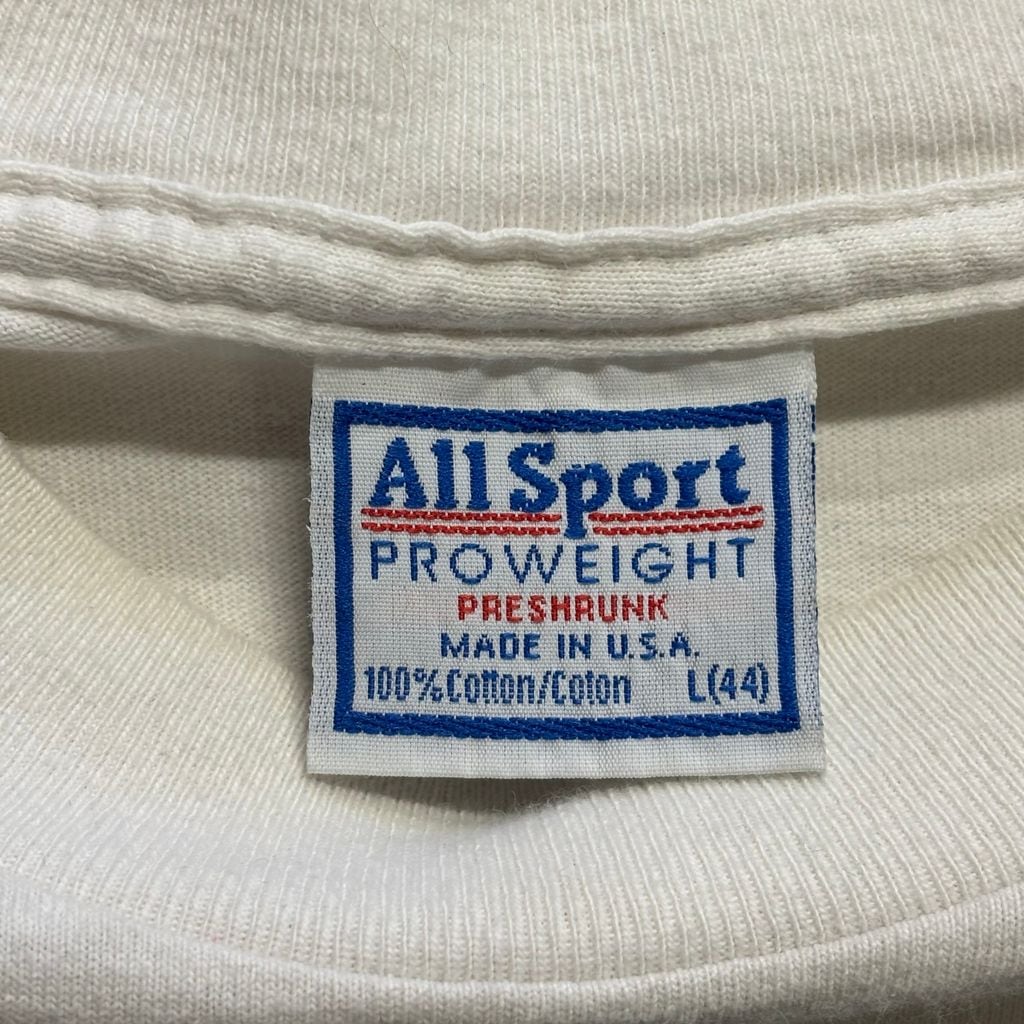 All Sport
PROWEIGHT
PRESHRUNK
MADE IN U.S.A.
100% Cotton/Coton L(44)